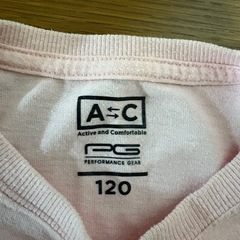 A⇆C
Active and Comfortable
PG
PERFORMANCE GEAR
120